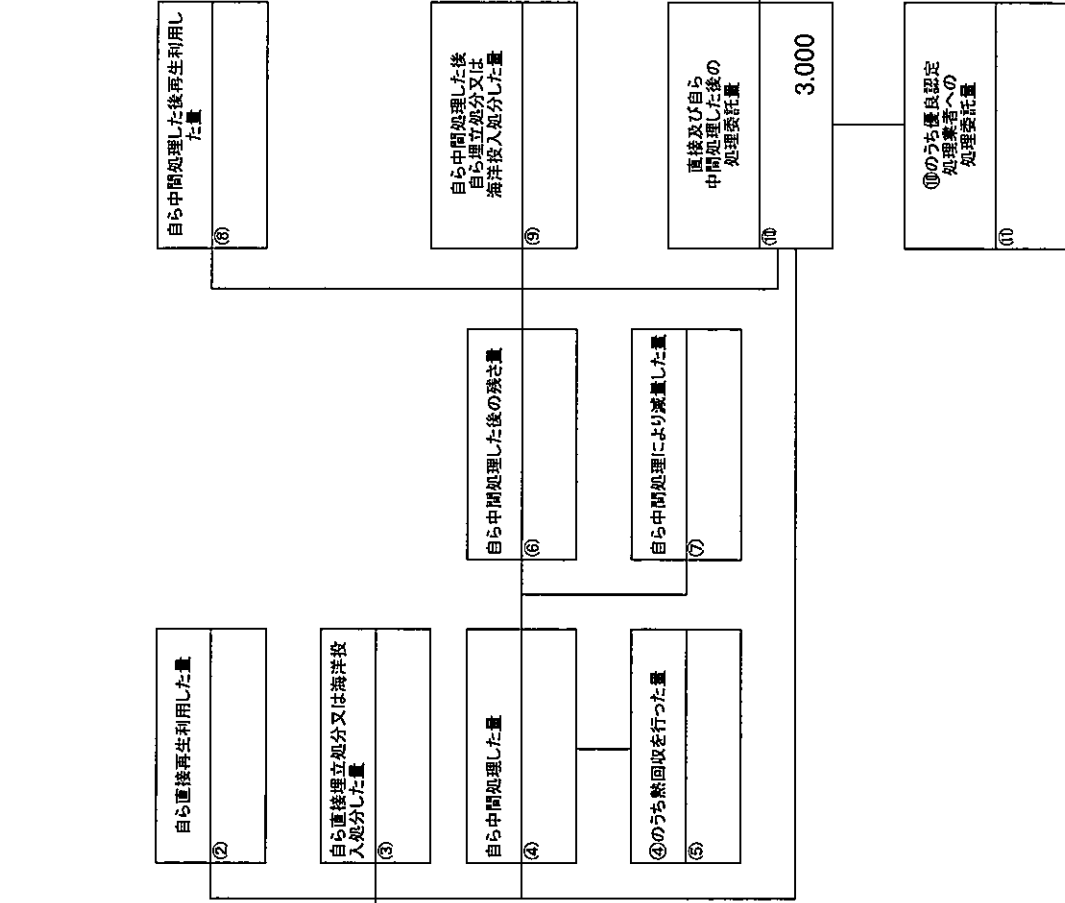 自ら直接再生利用した量
②
自ら直接埋立処分又は海洋投
入処分した量
③
自ら中間処理した量
④
④のうち熱回収を行った量
⑤
自ら中間処理した後の残さ量
⑥
自ら中間処理により減量した量
⑦
自ら中間処理した後再生利用し
た量
⑧
自ら中間処理した後
自ら埋立処分又は
海洋投入処分した量
⑨
直接及び自ら
中間処理した後の
処理委託量
⑩
3.000
⑩のうち優良認定
処理業者への
処理委託量
⑪